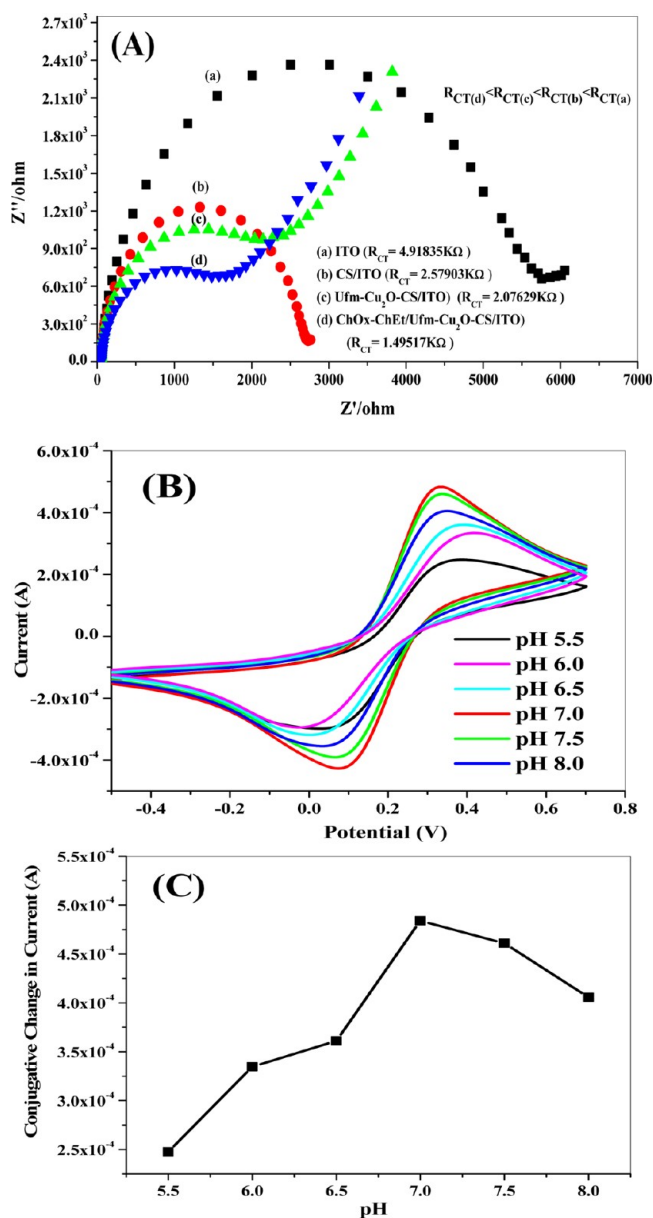 (A)
2.7x10³
2.4x10³
2.1x10³
1.8x10³
1.5x10³
1.2x10³
9.0x10²
6.0x10²
3.0x10²
0.0
Z''/ohm
(a)
R_CT(d)<R_CT(c)<R_CT(b)<R_CT(a)
(b)
(c)
(d)
(a) ITO (R_CT= 4.91835KΩ)
(b) CS/ITO (R_CT= 2.57903KΩ)
(c) Ufm-Cu₂O-CS/ITO) (R_CT= 2.07629KΩ)
(d) ChOx-ChEt/Ufm-Cu₂O-CS/ITO)
(R_CT= 1.49517KΩ)
0 1000 2000 3000 4000 5000 6000 7000
Z'/ohm
(B)
6.0x10⁻⁴
4.0x10⁻⁴
2.0x10⁻⁴
0.0
-2.0x10⁻⁴
-4.0x10⁻⁴
Current (A)
pH 5.5
pH 6.0
pH 6.5
pH 7.0
pH 7.5
pH 8.0
-0.4 -0.2 0.0 0.2 0.4 0.6 0.8
Potential (V)
(C)
5.5x10⁻⁴
5.0x10⁻⁴
4.5x10⁻⁴
4.0x10⁻⁴
3.5x10⁻⁴
3.0x10⁻⁴
2.5x10⁻⁴
Conjugative Change in Current (A)
5.5 6.0 6.5 7.0 7.5 8.0
pH